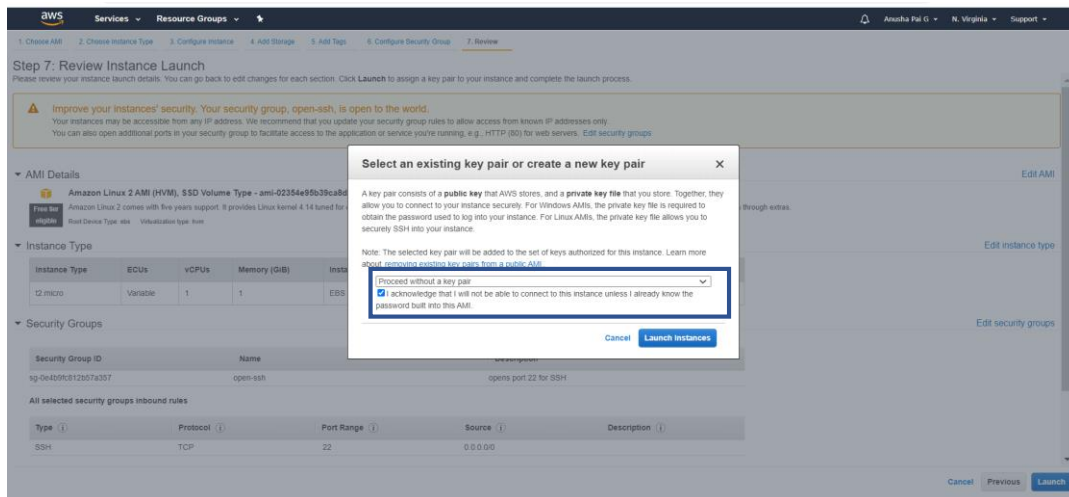 aws Services Resource Groups Anusha Pai G N. Virginia Support
1. Choose AMI 2. Choose Instance Type 3. Configure Instance 4. Add Storage 5. Add Tags 6. Configure Security Group 7. Review
Step 7: Review Instance Launch
Please review your instance launch details. You can go back to edit changes for each section. Click Launch to assign a key pair to your instance and complete the launch process.
Improve your instances' security. Your security group, open-ssh, is open to the world.
Your instances may be accessible from any IP address. We recommend that you update your security group rules to allow access from known IP addresses only.
You can also open additional ports in your security group to facilitate access to the application or service you're running, e.g., HTTP (80) for web servers. Edit security groups
AMI Details Edit AMI
Amazon Linux 2 AMI (HVM), SSD Volume Type - ami-02354e95b39ca8d
Free tier eligible
Amazon Linux 2 comes with five years support. It provides Linux kernel 4.14 tuned for through extras.
Root Device Type: ebs Virtualization type: hvm
Instance Type Edit instance type
Instance Type ECUs vCPUs Memory (GiB) Insta
t2.micro Variable 1 1 EBS
Security Groups Edit security groups
Security Group ID Name Description
sg-0e4b9fc812b57a357 open-ssh opens port 22 for SSH
All selected security groups inbound rules
Type Protocol Port Range Source Description
SSH TCP 22 0.0.0.0/0
Cancel Previous Launch
Select an existing key pair or create a new key pair
A key pair consists of a public key that AWS stores, and a private key file that you store. Together, they
allow you to connect to your instance securely. For Windows AMIs, the private key file is required to
obtain the password used to log into your instance. For Linux AMIs, the private key file allows you to
securely SSH into your instance.
Note: The selected key pair will be added to the set of keys authorized for this instance. Learn more
about removing existing key pairs from a public AMI.
Proceed without a key pair
I acknowledge that I will not be able to connect to this instance unless I already know the
password built into this AMI.
Cancel Launch Instances